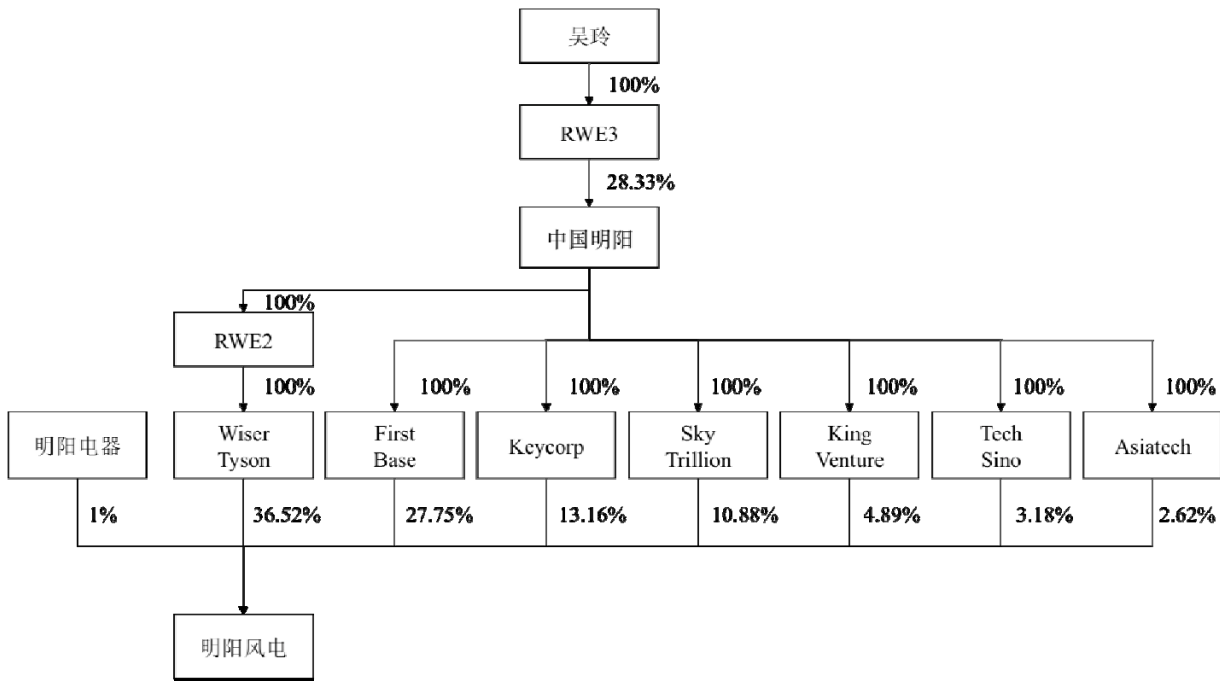 吴玲
100%
RWE3
28.33%
中国明阳
100%
RWE2
100%
100%
100%
100%
100%
100%
100%
明阳电器
Wiser
Tyson
First
Base
Keycorp
Sky
Trillion
King
Venture
Tech
Sino
Asiatech
1%
36.52%
27.75%
13.16%
10.88%
4.89%
3.18%
2.62%
明阳风电